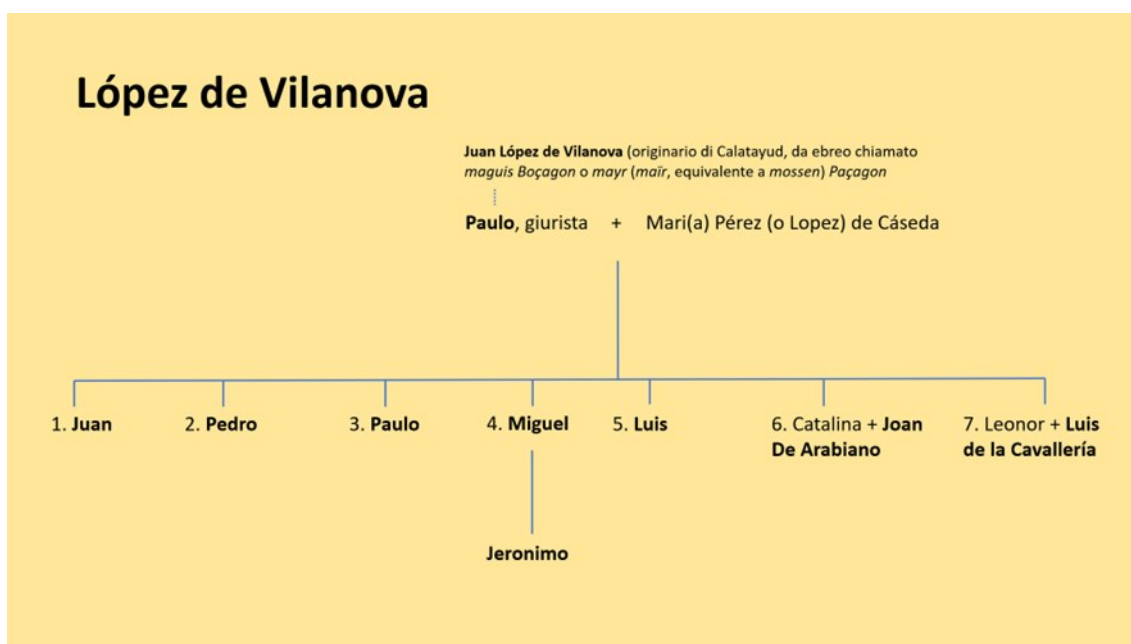 López de Vilanova
Juan López de Vilanova (originario di Calatayud, da ebreo chiamato
maguis Boçagon o mayr (maïr, equivalente a mossen) Paçagon
Paulo, giurista + Mari(a) Pérez (o Lopez) de Cáseda
1. Juan
2. Pedro
3. Paulo
4. Miguel
5. Luis
6. Catalina + Joan
De Arabiano
7. Leonor + Luis
de la Cavallería
Jeronimo